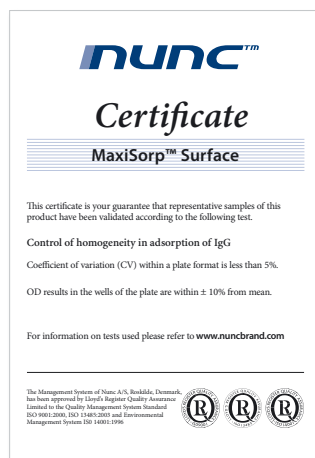 nunc™
Certificate
MaxiSorp™ Surface
This certificate is your guarantee that representative samples of this
product have been validated according to the following test.
Control of homogeneity in adsorption of IgG
Coefficient of variation (CV) within a plate format is less than 5%.
OD results in the wells of the plate are within ± 10% from mean.
For information on tests used please refer to www.nuncbrand.com
The Management System of Nunc A/S, Roskilde, Denmark,
has been approved by Lloyd's Register Quality Assurance
Limited to the Quality Management System Standard
ISO 9001:2000, ISO 13485:2003 and Environmental
Management System ISO 14001:1996